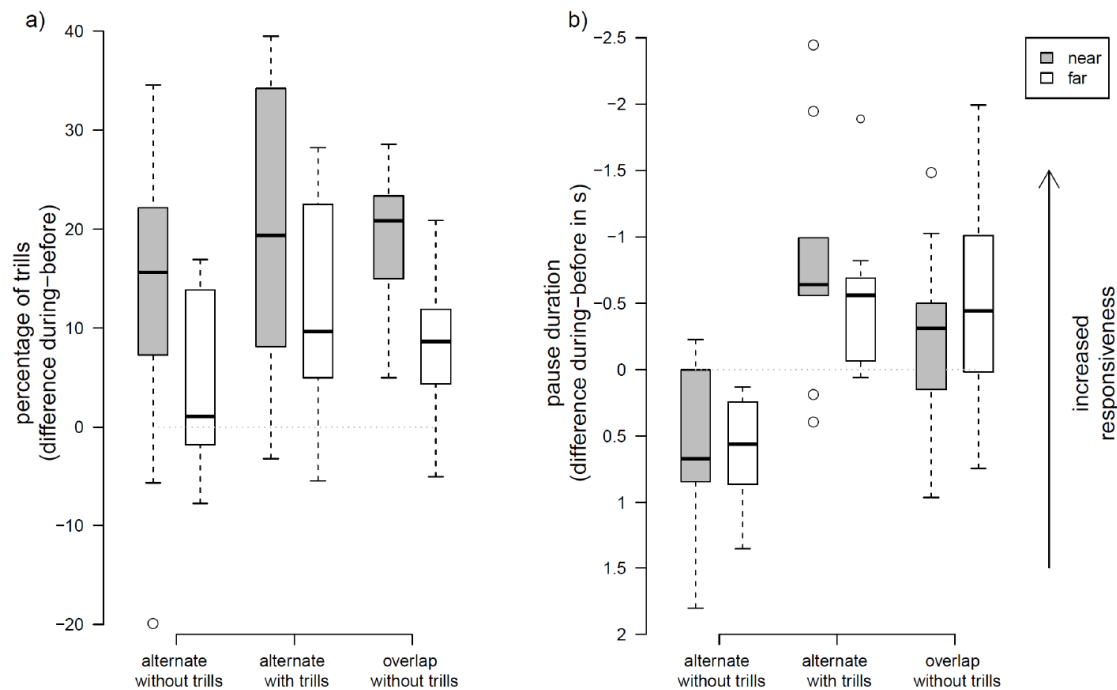 a)
percentage of trills
(difference during−before)
40
30
20
10
0
−10
−20
alternate
without trills
alternate
with trills
overlap
without trills
b)
pause duration
(difference during−before in s)
−2.5
−2
−1.5
−1
−0.5
0
0.5
1
1.5
2
alternate
without trills
alternate
with trills
overlap
without trills
near
far
increased
responsiveness